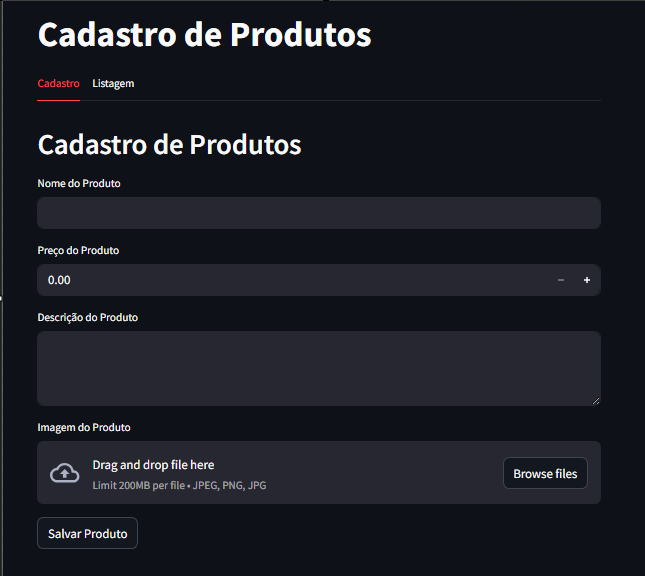 Cadastro de Produtos
Cadastro Listagem
Cadastro de Produtos
Nome do Produto
Preço do Produto
0.00
Descrição do Produto
Imagem do Produto
Drag and drop file here
Limit 200MB per file • JPEG, PNG, JPG
Browse files
Salvar Produto